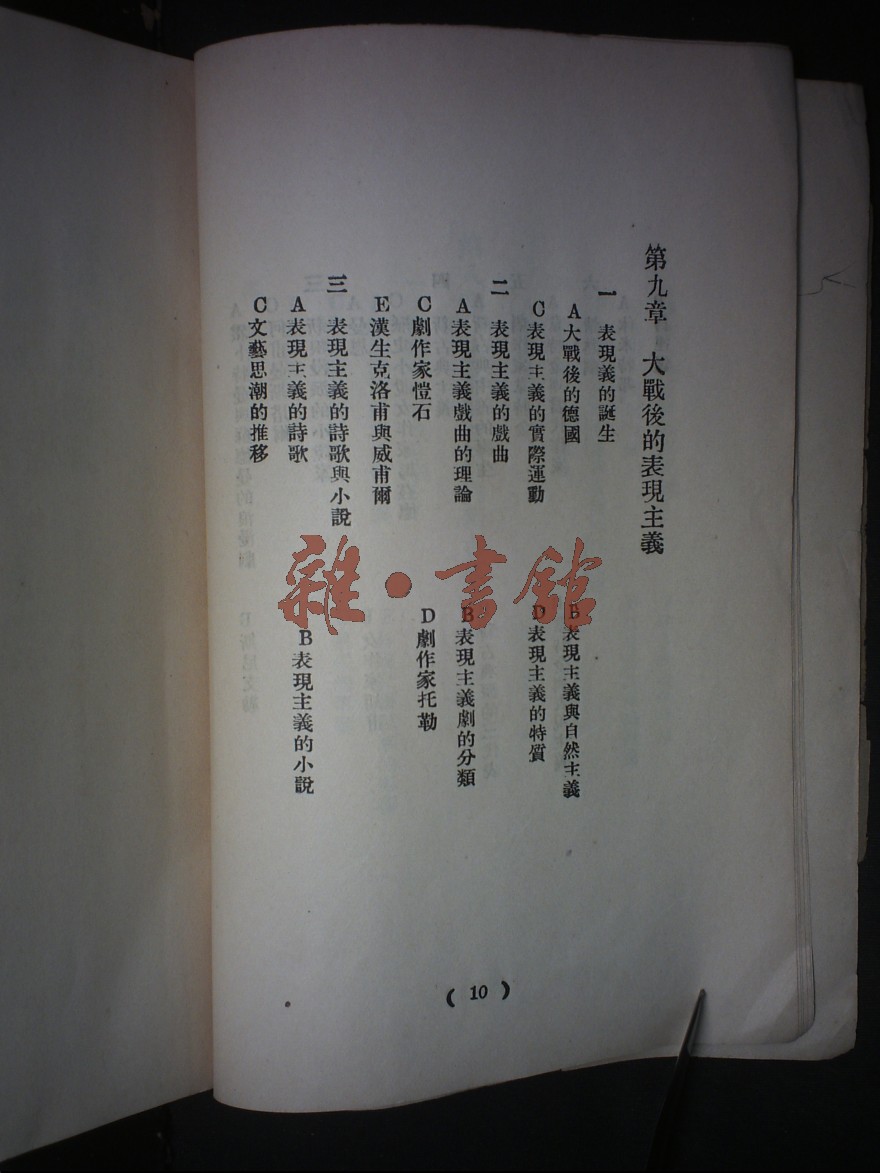 第九章　大戰後的表現主義
一　表現義的誕生
A大戰後的德國　B表現主義與自然主義
C表現主義的實際運動　D表現主義的特質
二　表現主義的戲曲
A表現主義戲曲的理論　B表現主義劇的分類
C劇作家愷石　D劇作家托勒
E漢生克洛甫與威甫爾
三　表現主義的詩歌與小說
A表現主義的詩歌　B表現主義的小說
C文藝思潮的推移
( 10 )
雜·書館